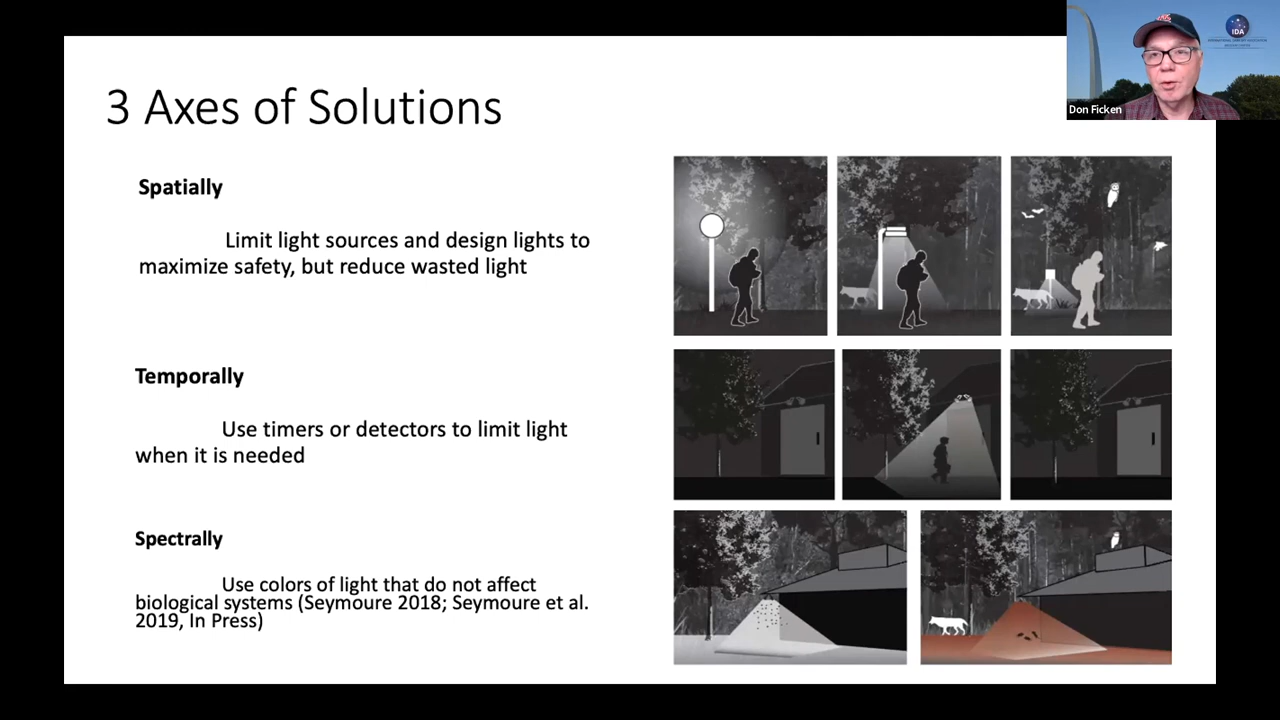 3 Axes of Solutions
IDA
Don Ficken
Spatially
Limit light sources and design lights to
maximize safety, but reduce wasted light
Temporally
Use timers or detectors to limit light
when it is needed
Spectrally
Use colors of light that do not affect
biological systems (Seymoure 2018; Seymoure et al.
2019, In Press)